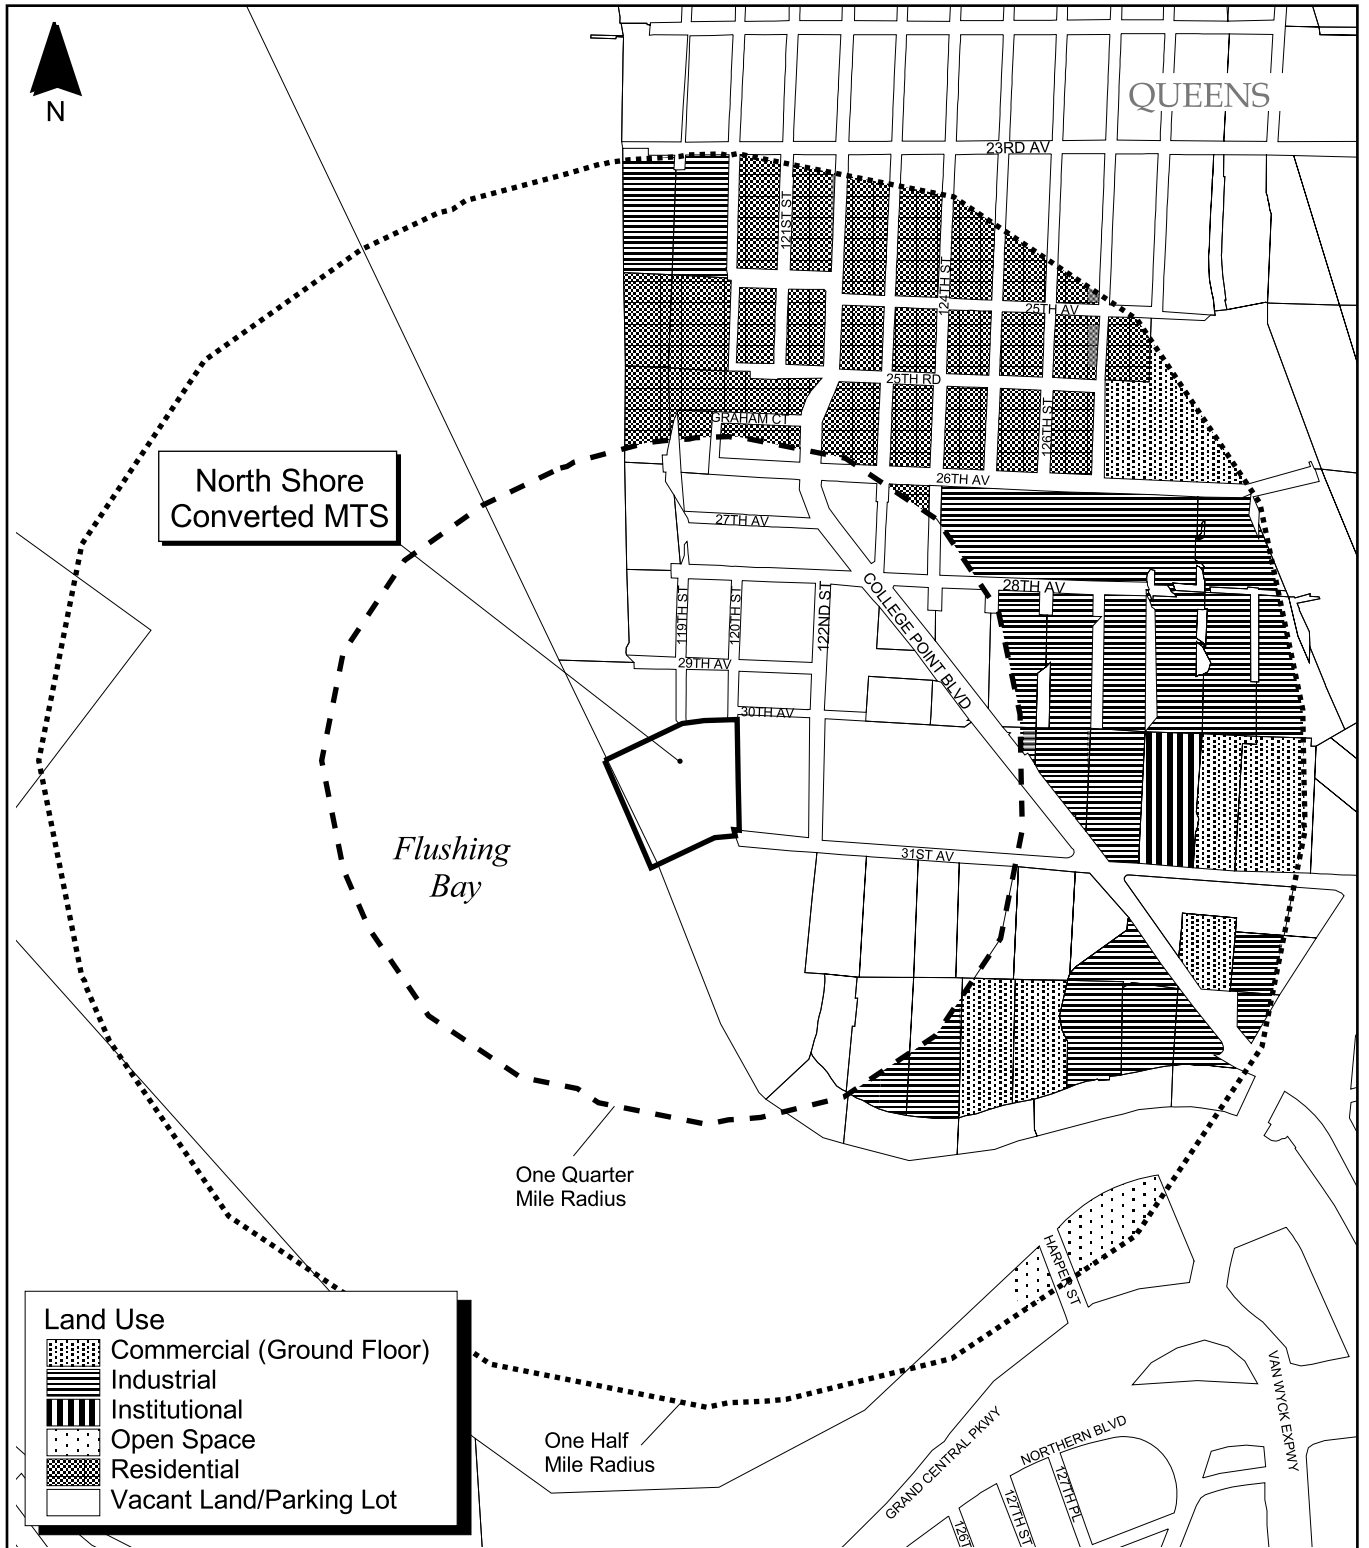 N
QUEENS
23RD AV
121ST ST
124TH ST
25TH AV
25TH RD
GRAHAM CT
126TH ST
26TH AV
North Shore
Converted MTS
27TH AV
COLLEGE POINT BLVD
28TH AV
119TH ST
120TH ST
122ND ST
29TH AV
30TH AV
Flushing
Bay
31ST AV
One Quarter
Mile Radius
HARPER ST
Land Use
Commercial (Ground Floor)
Industrial
Institutional
Open Space
Residential
Vacant Land/Parking Lot
One Half
Mile Radius
VAN WYCK EXPWY
GRAND CENTRAL PKWY
NORTHERN BLVD
127TH PL
127TH ST
126T